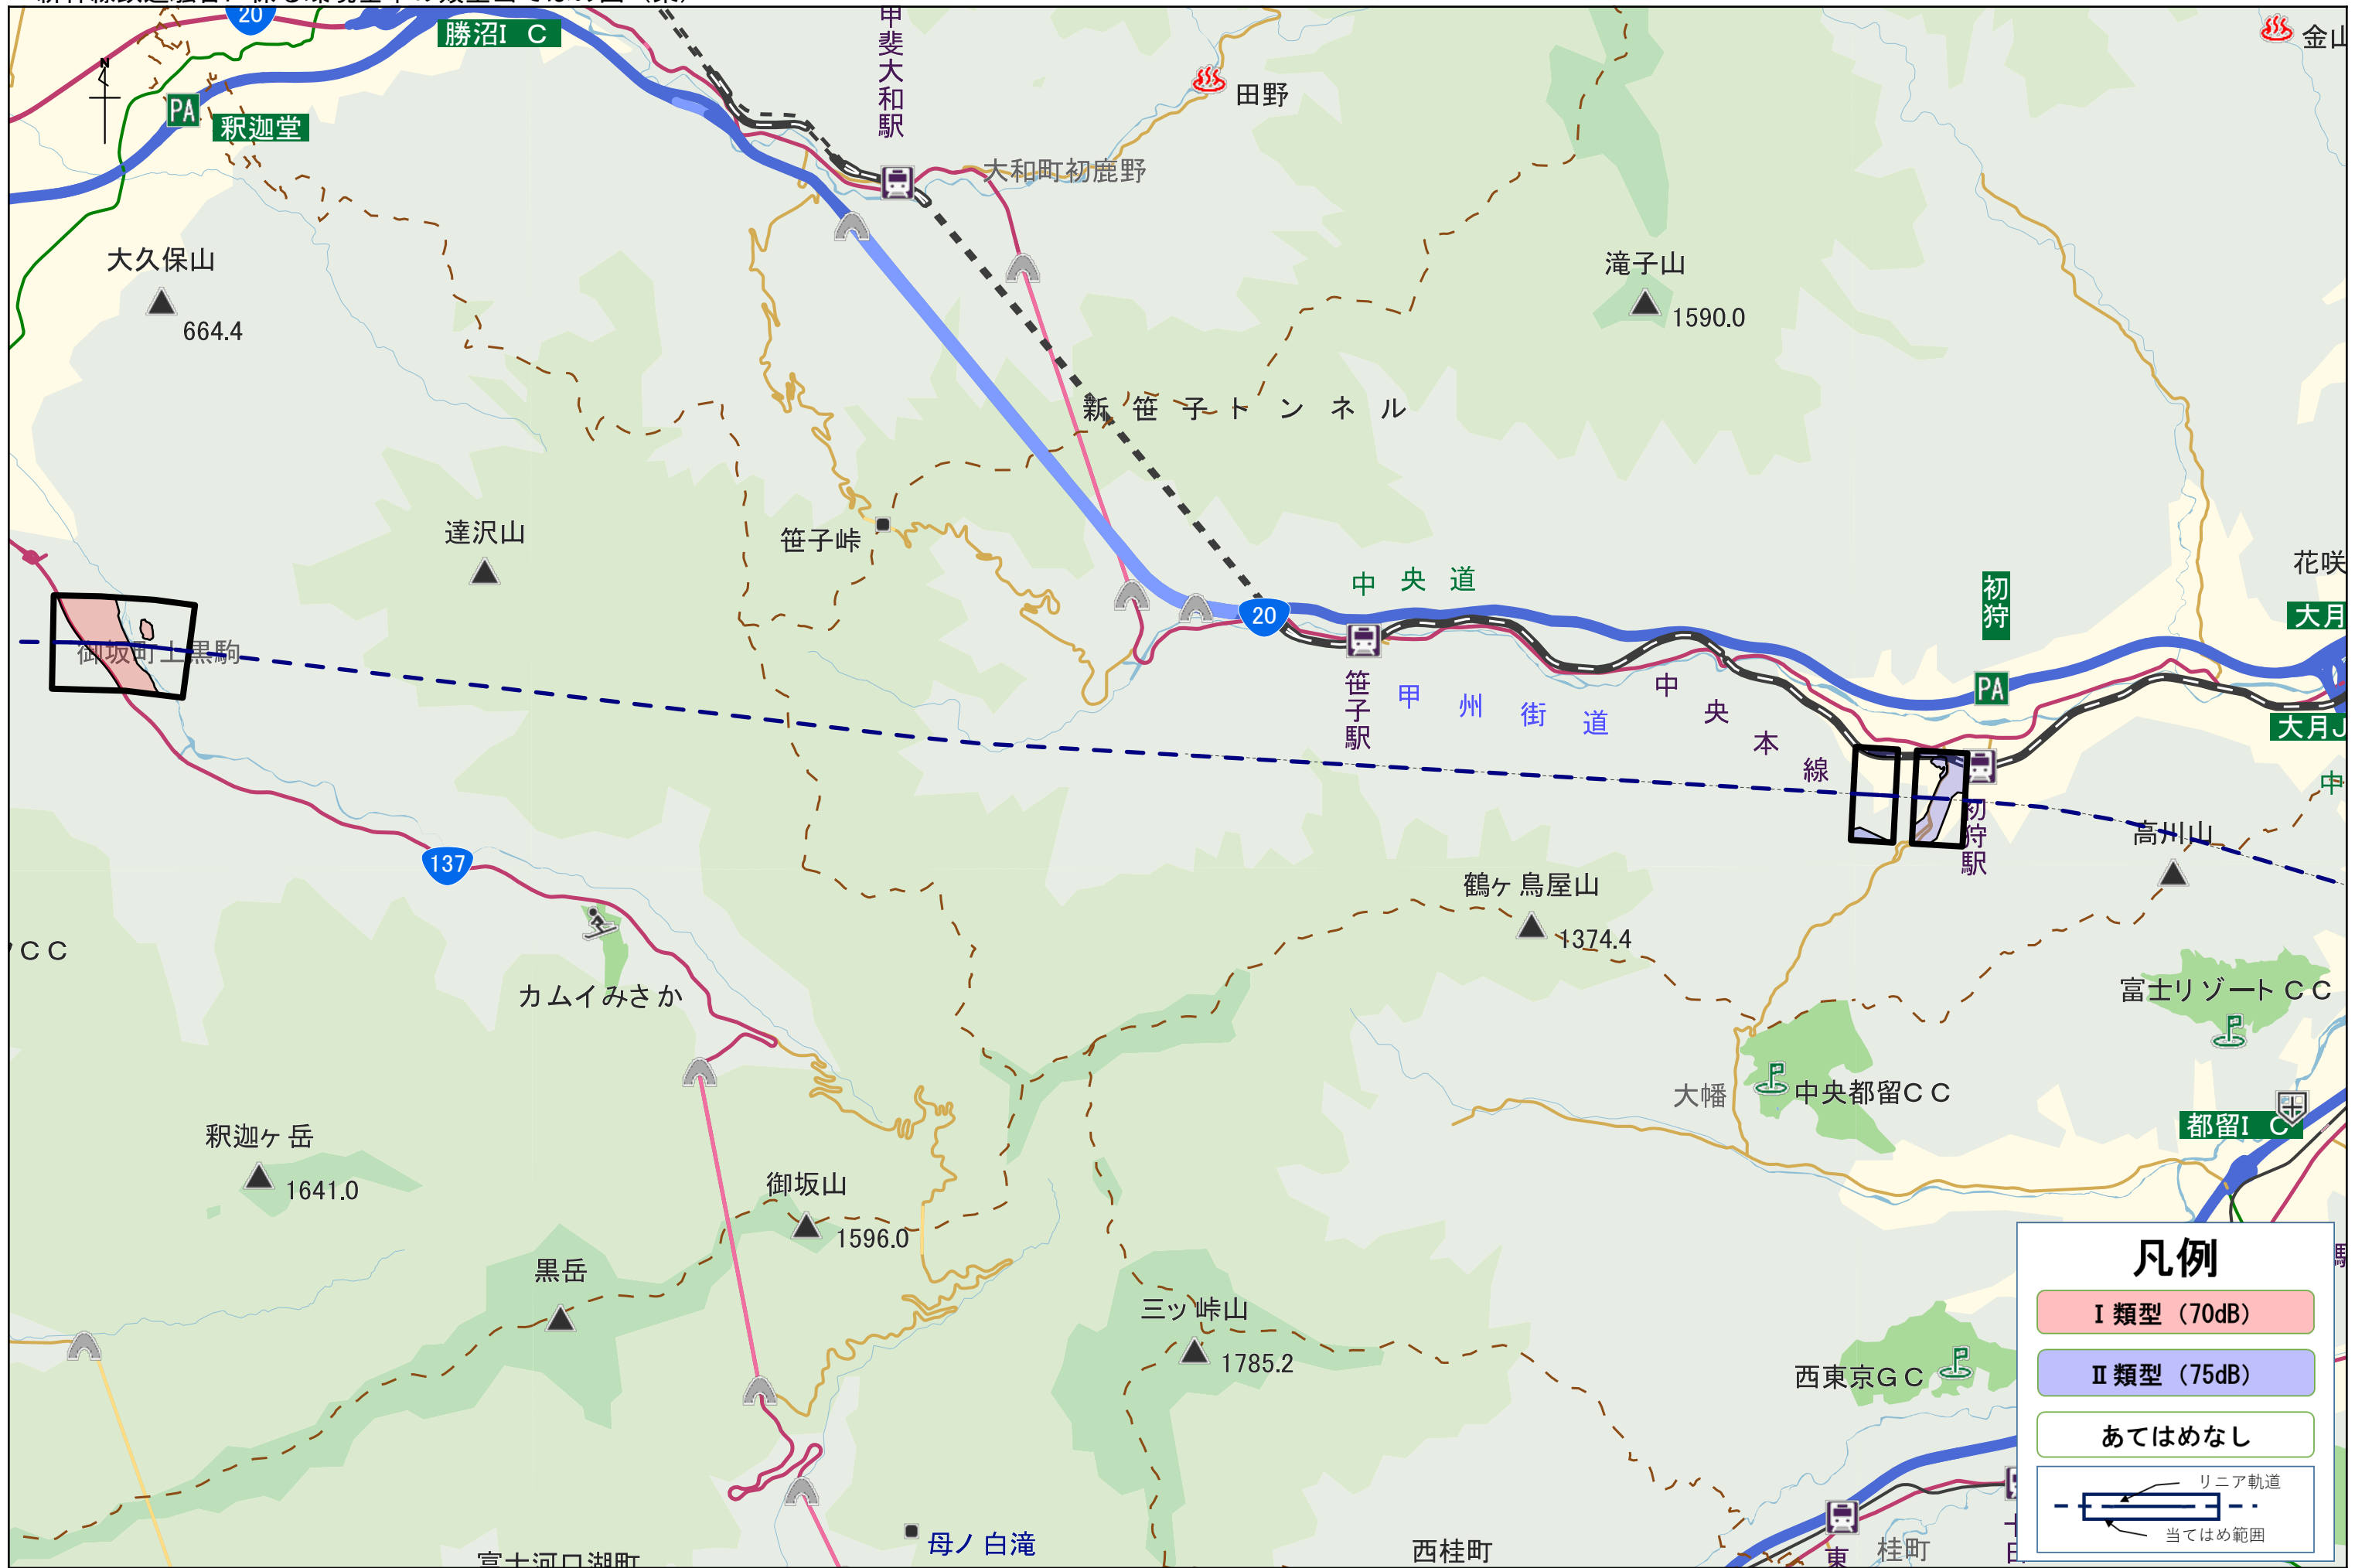 20
勝沼I C
甲斐大和駅
金山
PA
釈迦堂
田野
大和町初鹿野
大久保山
664.4
滝子山
1590.0
新笹子トンネル
達沢山
笹子峠
中央道
初狩
花咲
大月
20
御坂町上黒駒
笹子駅
甲州街道
中央本線
PA
大月J
中
初狩駅
高川山
137
鶴ヶ鳥屋山
1374.4
CC
カムイみさか
富士リゾートCC
大幡
中央都留CC
都留I C
釈迦ヶ岳
1641.0
御坂山
1596.0
黒岳
三ッ峠山
1785.2
西東京GC
母ノ白滝
西桂町
東
桂町
凡例
Ⅰ類型（70dB）
Ⅱ類型（75dB）
あてはめなし
リニア軌道
当てはめ範囲